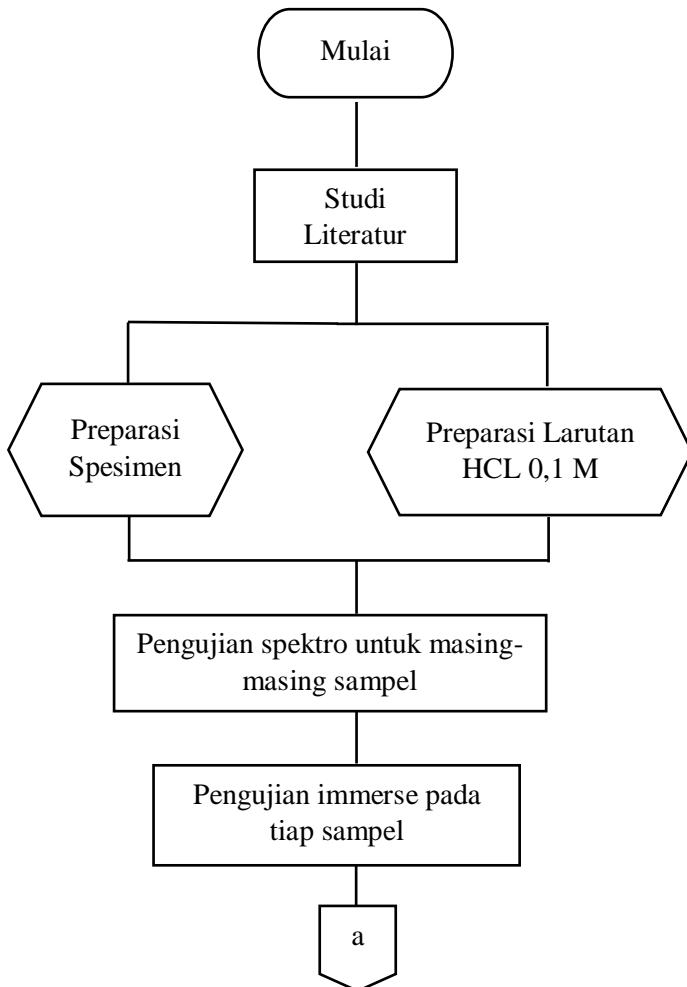 Mulai
Studi
Literatur
Preparasi
Spesimen
Preparasi Larutan
HCL 0,1 M
Pengujian spektro untuk masing-
masing sampel
Pengujian immerse pada
tiap sampel
a